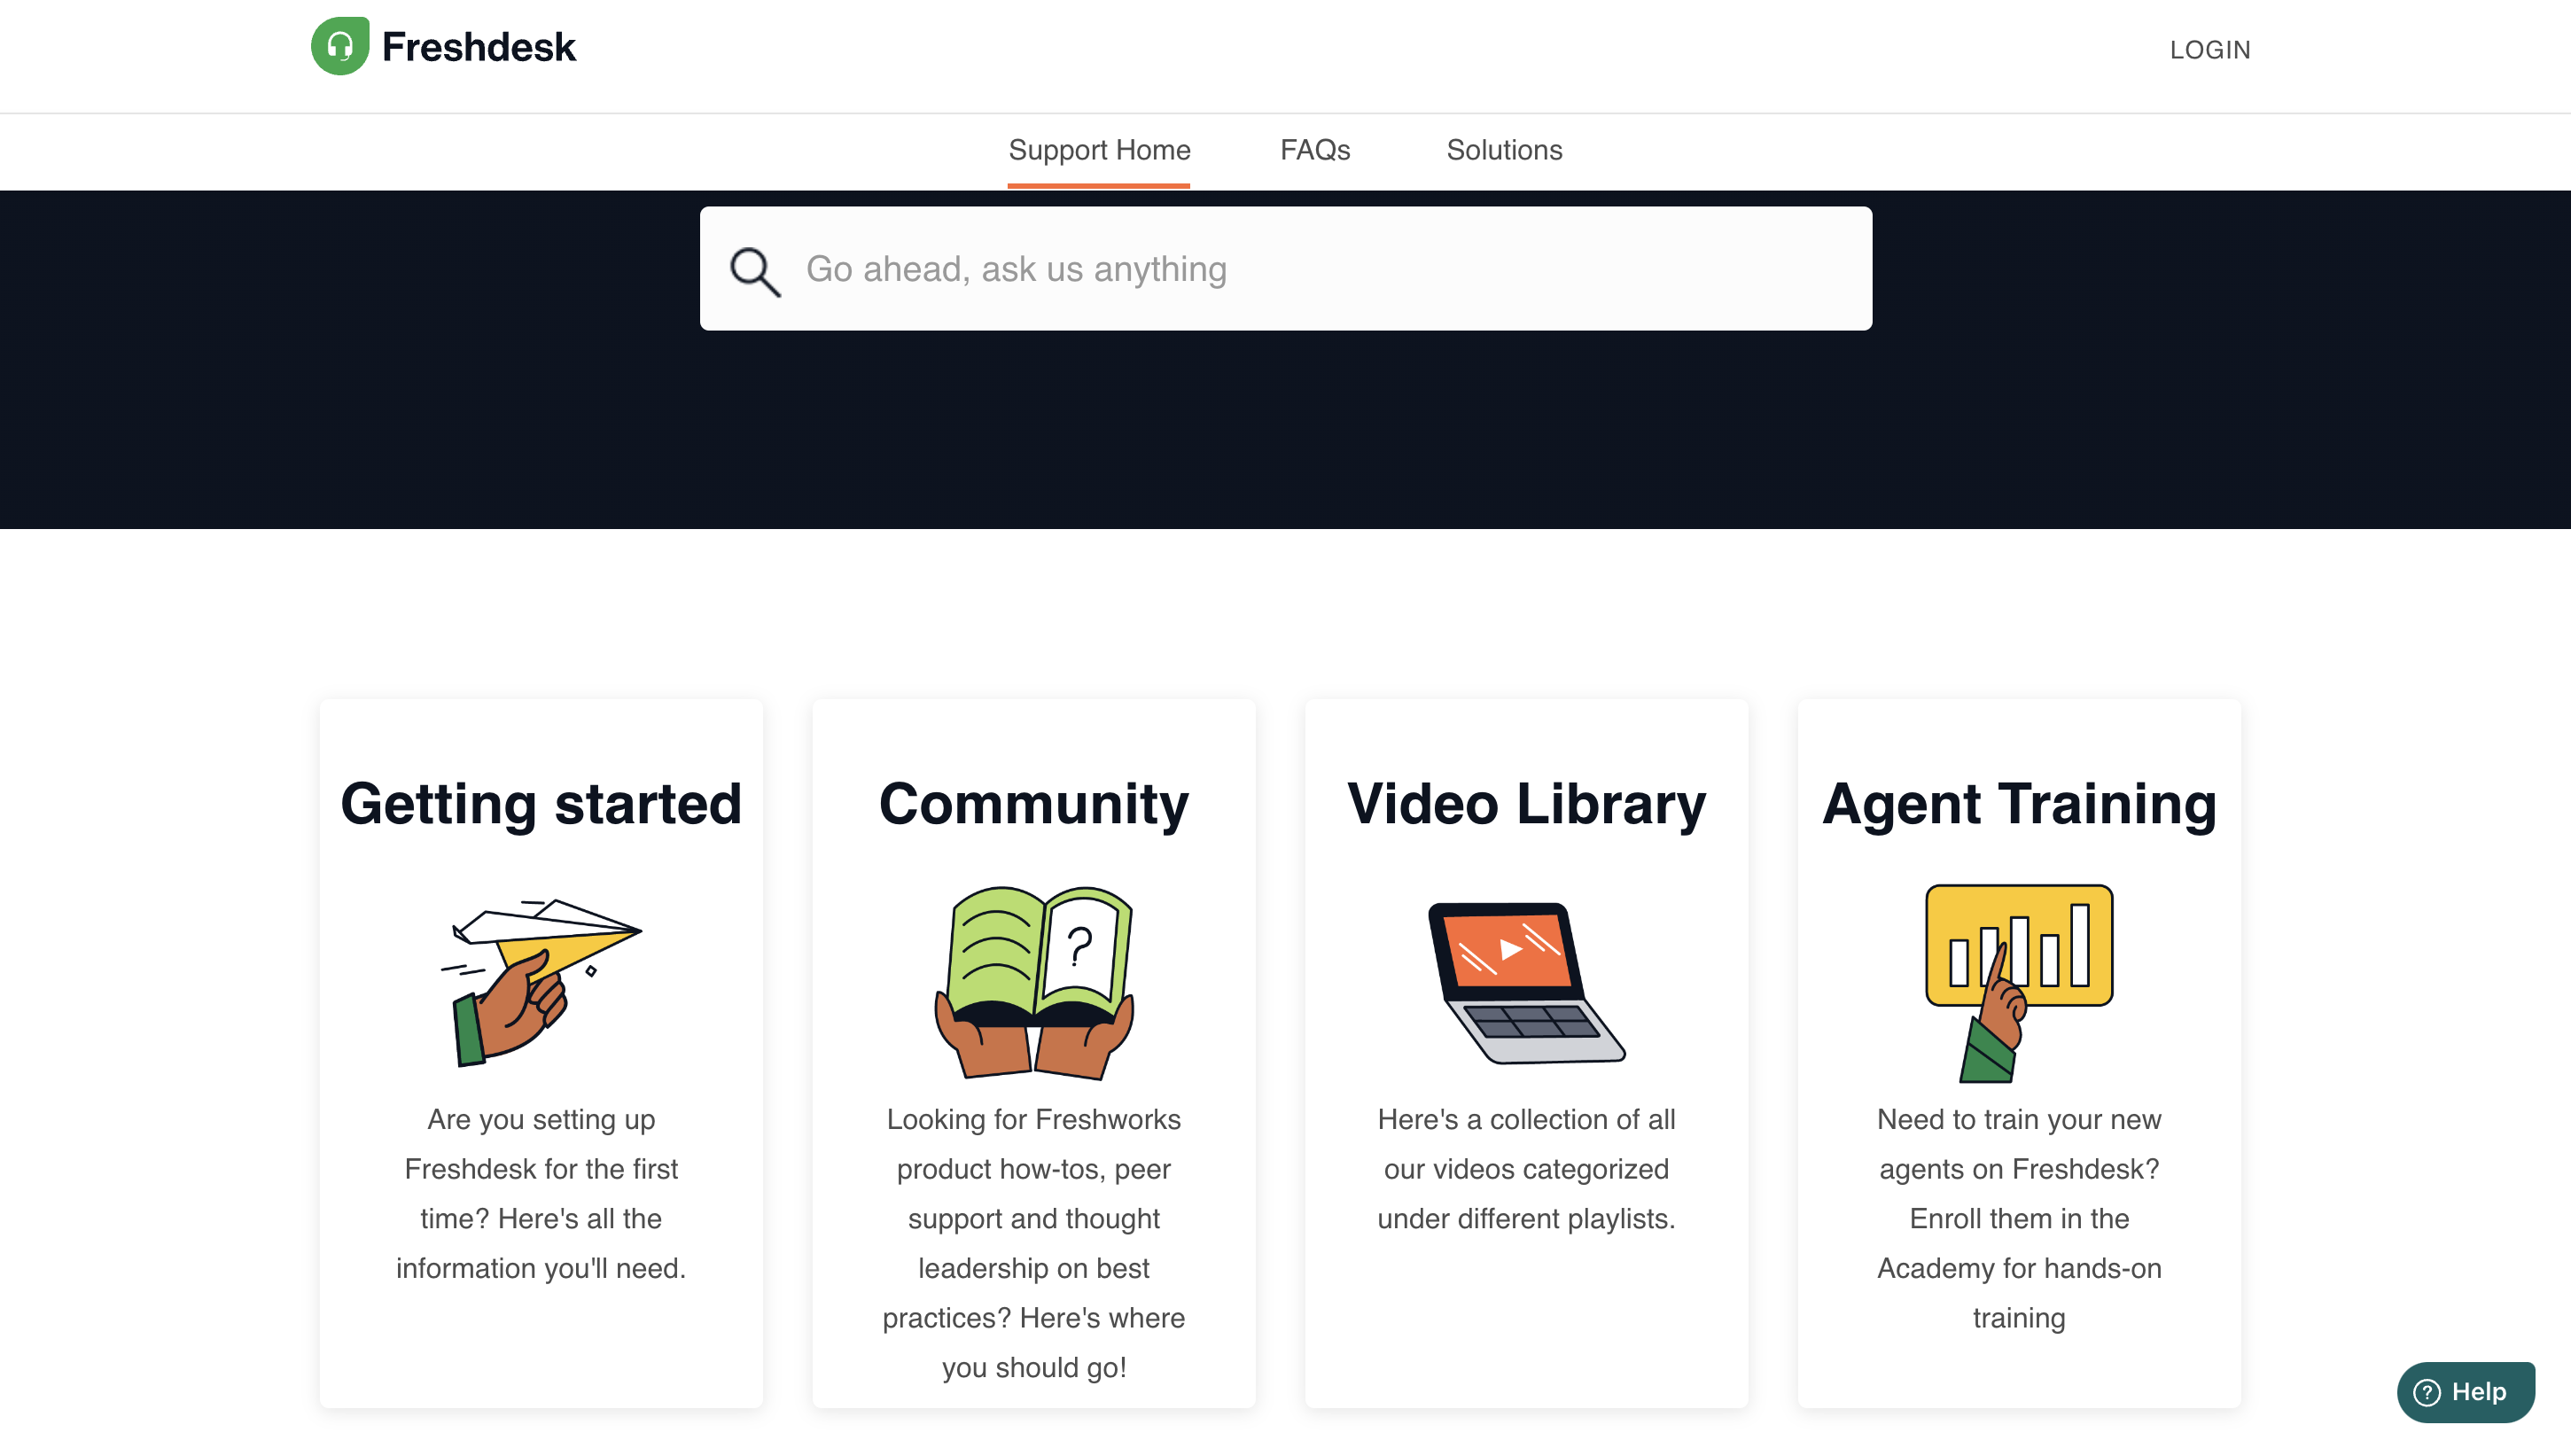 Freshdesk
LOGIN
Support Home
FAQs
Solutions
Go ahead, ask us anything
Getting started
Are you setting up
Freshdesk for the first
time? Here's all the
information you'll need.
Community
?
Looking for Freshworks
product how-tos, peer
support and thought
leadership on best
practices? Here's where
you should go!
Video Library
Here's a collection of all
our videos categorized
under different playlists.
Agent Training
Need to train your new
agents on Freshdesk?
Enroll them in the
Academy for hands-on
training
? Help